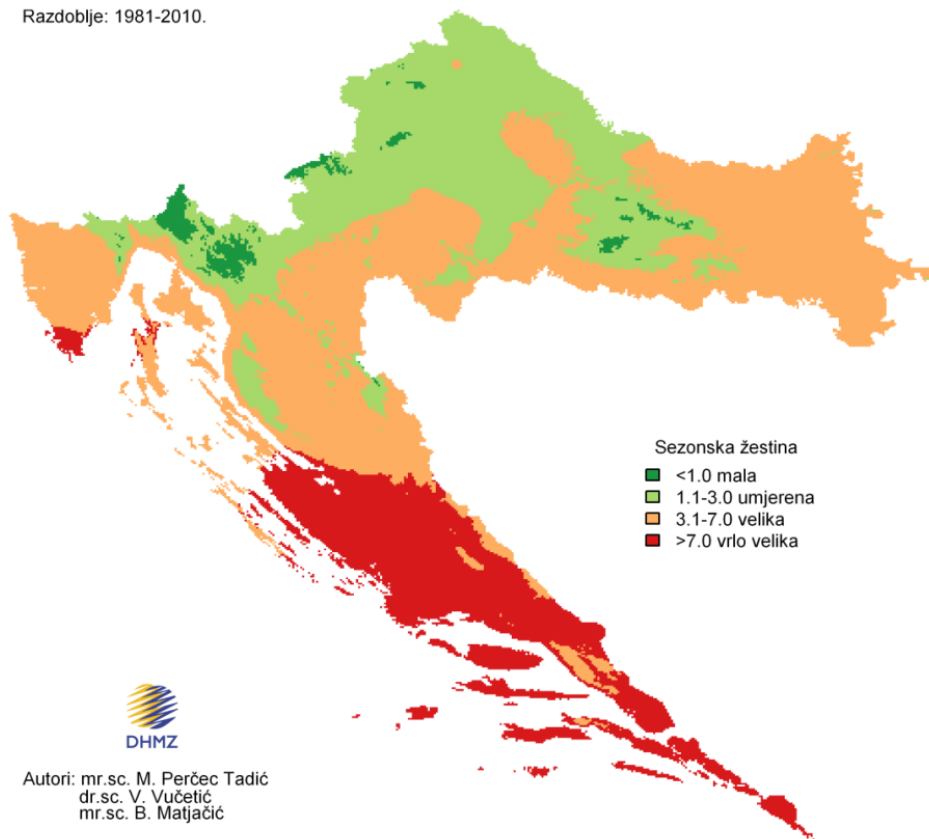 Razdoblje: 1981-2010.
Sezonska žestina
<1.0 mala
1.1-3.0 umjerena
3.1-7.0 velika
>7.0 vrlo velika
DHMZ
Autori: mr.sc. M. Perčec Tadić
dr.sc. V. Vučetić
mr.sc. B. Matjačić